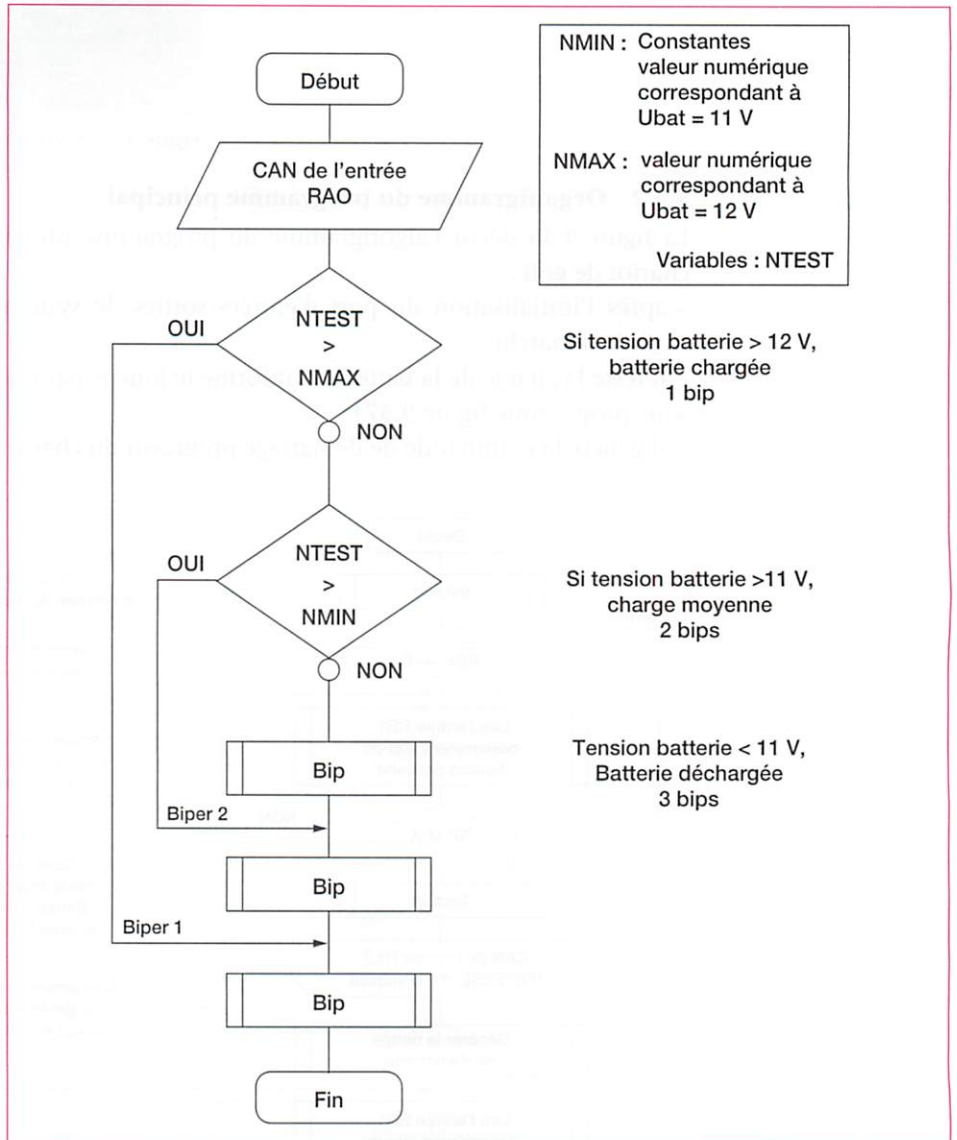 NMIN : Constantes
valeur numérique
correspondant à
Ubat = 11 V
NMAX : valeur numérique
correspondant à
Ubat = 12 V
Variables : NTEST
Début
CAN de l'entrée
RAO
OUI
NTEST
>
NMAX
NON
Si tension batterie > 12 V,
batterie chargée
1 bip
OUI
NTEST
>
NMIN
NON
Si tension batterie >11 V,
charge moyenne
2 bips
Bip
Tension batterie < 11 V,
Batterie déchargée
3 bips
Biper 2
Bip
Biper 1
Bip
Fin